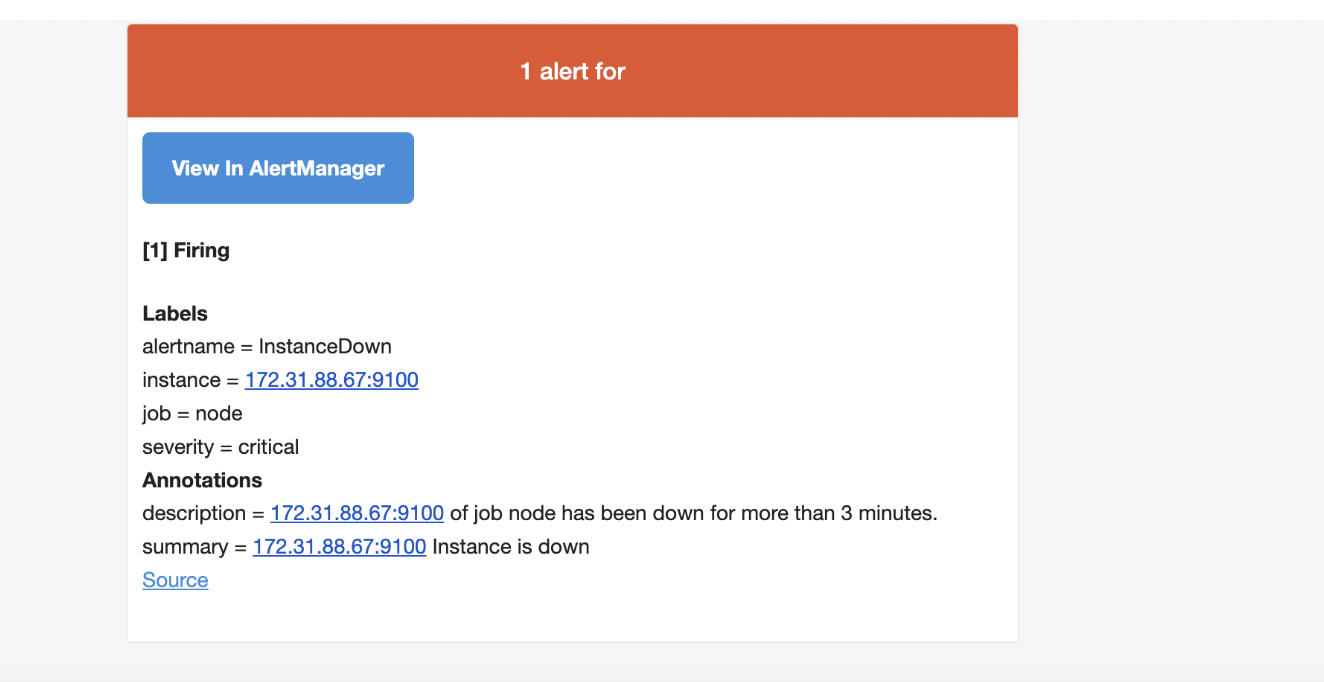 1 alert for
View In AlertManager
[1] Firing
Labels
alertname = InstanceDown
instance = 172.31.88.67:9100
job = node
severity = critical
Annotations
description = 172.31.88.67:9100 of job node has been down for more than 3 minutes.
summary = 172.31.88.67:9100 Instance is down
Source